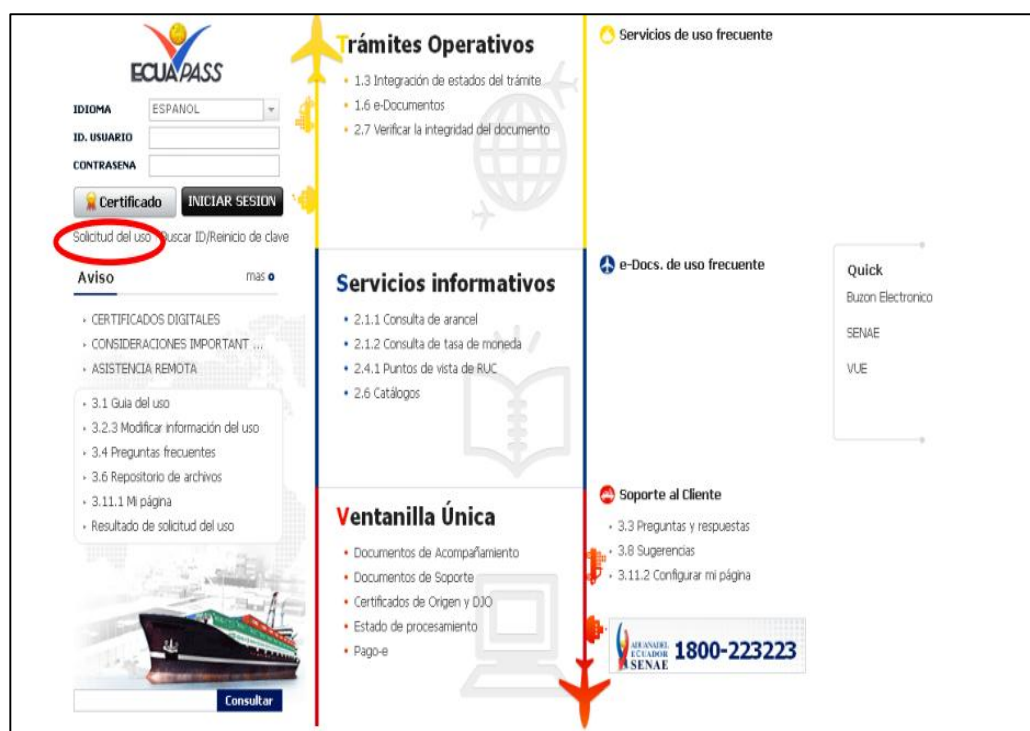 ECUAPASS
IDIOMA
ESPANOL
ID. USUARIO
CONTRASENA
Certificado
INICIAR SESION
Solicitud del uso Buscar ID/Reinicio de clave
Aviso
mas
CERTIFICADOS DIGITALES
CONSIDERACIONES IMPORTANT ...
ASISTENCIA REMOTA
3.1 Guia del uso
3.2.3 Modificar información del uso
3.4 Preguntas frecuentes
3.6 Repositorio de archivos
3.11.1 Mi página
Resultado de solicitud del uso
Consultar
Trámites Operativos
1.3 Integración de estados del trámite
1.6 e-Documentos
2.7 Verificar la integridad del documento
Servicios informativos
2.1.1 Consulta de arancel
2.1.2 Consulta de tasa de moneda
2.4.1 Puntos de vista de RUC
2.6 Catálogos
Ventanilla Única
Documentos de Acompañamiento
Documentos de Soporte
Certificados de Origen y DJO
Estado de procesamiento
Pago-e
Servicios de uso frecuente
e-Docs. de uso frecuente
Soporte al Cliente
3.3 Preguntas y respuestas
3.8 Sugerencias
3.11.2 Configurar mi página
ADUANA DEL
ECUADOR
SENAE
1800-223223
Quick
Buzon Electronico
SENAE
VUE